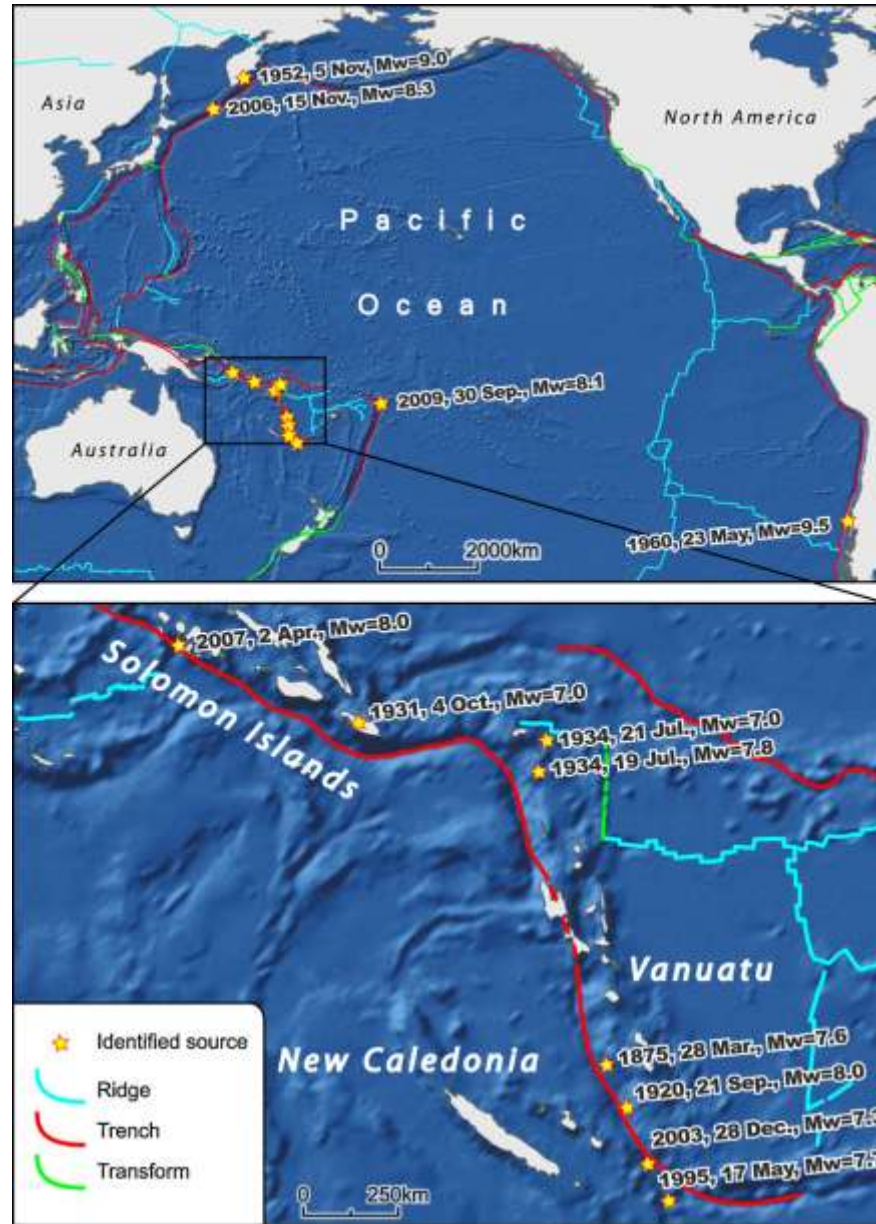 1952, 5 Nov, Mw=9.0
Asia
2006, 15 Nov., Mw=8.3
North America
Pacific
Ocean
2009, 30 Sep., Mw=8.1
Australia
1960, 23 May, Mw=9.5
0 2000km
2007, 2 Apr., Mw=8.0
Solomon Islands
1931, 4 Oct., Mw=7.0
1934, 21 Jul., Mw=7.0
1934, 19 Jul., Mw=7.8
Vanuatu
New Caledonia
1875, 28 Mar., Mw=7.6
1920, 21 Sep., Mw=8.0
2003, 28 Dec., Mw=7.3
1995, 17 May, Mw=7.7
Identified source
Ridge
Trench
Transform
0 250km